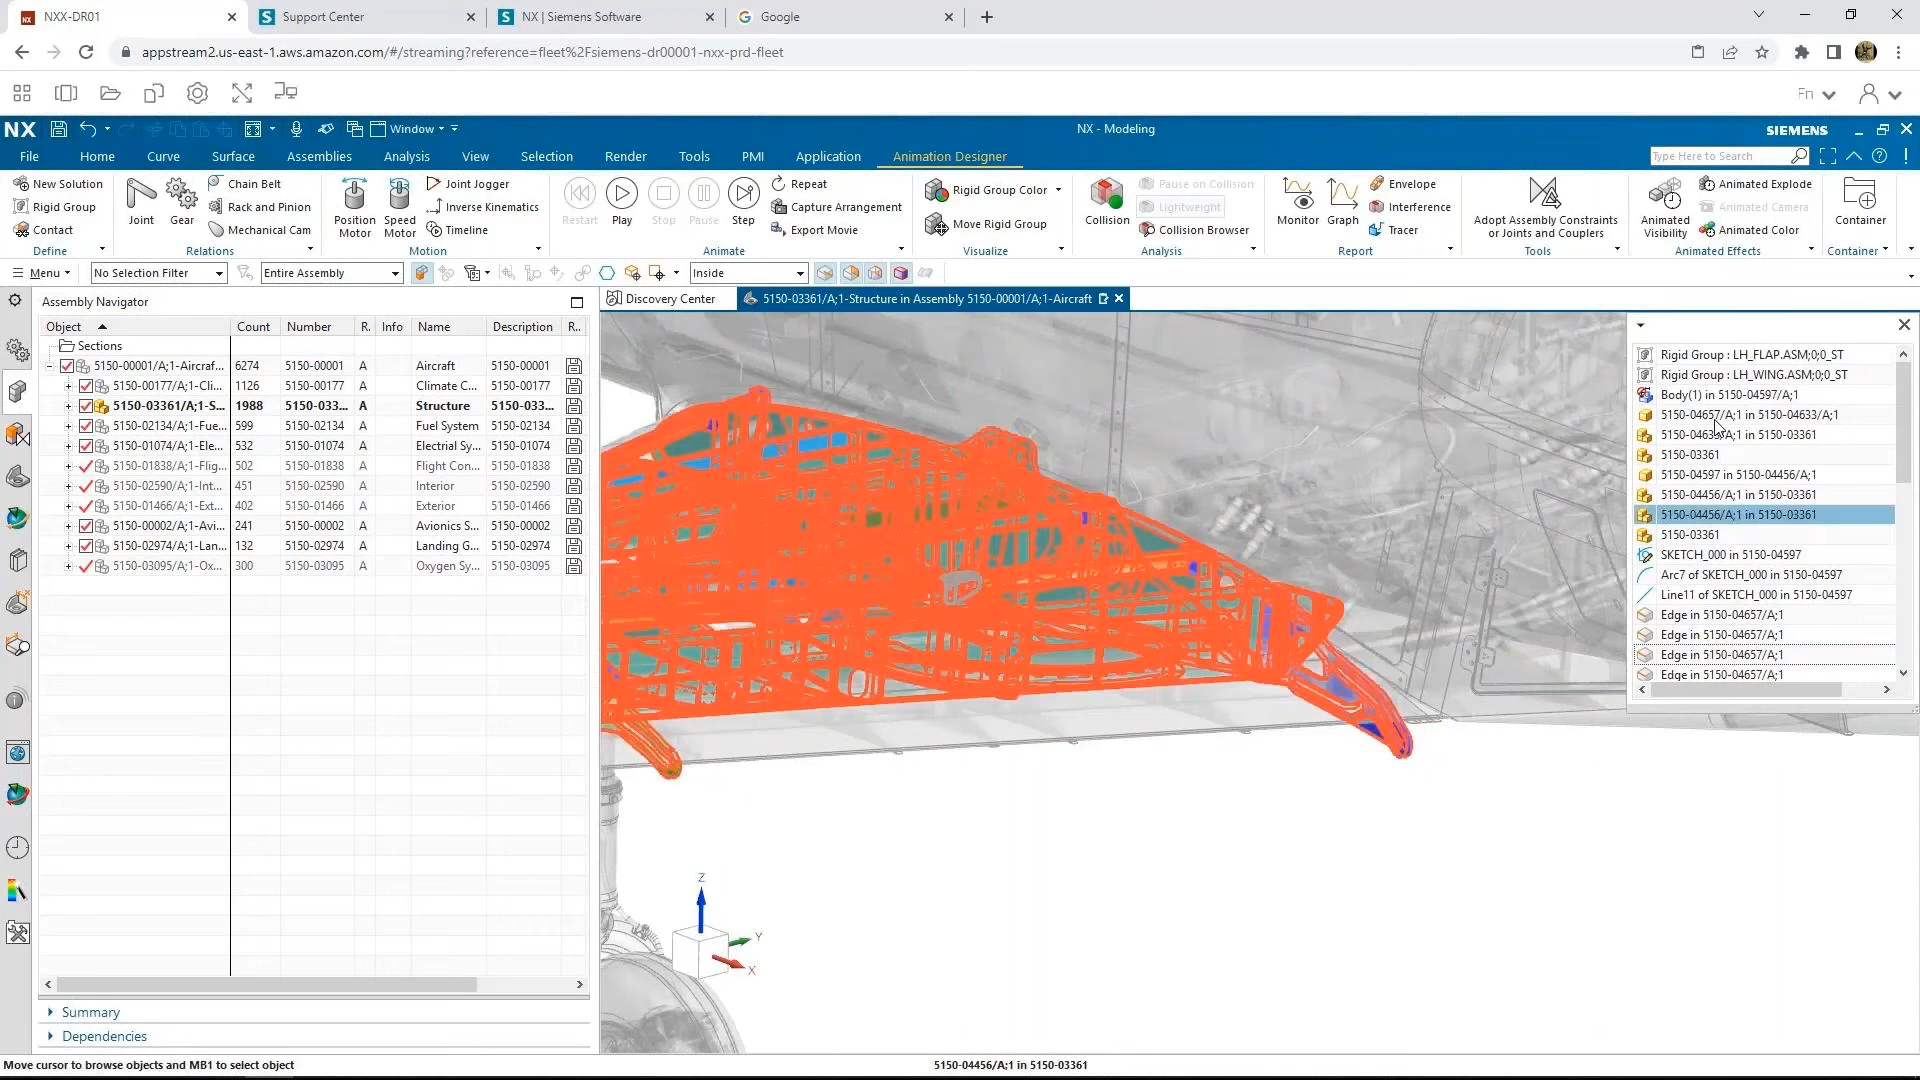 NXX-DR01
Support Center
NX | Siemens Software
Google
appstream2.us-east-1.aws.amazon.com/#/streaming?reference=fleet%2Fsiemens-dr00001-nxx-prd-fleet
Fn
NX
Window
NX - Modeling
SIEMENS
File Home Curve Surface Assemblies Analysis View Selection Render Tools PMI Application Animation Designer
Type Here to Search
New Solution
Rigid Group
Contact
Define
Joint
Gear
Chain Belt
Rack and Pinion
Mechanical Cam
Relations
Position Motor
Speed Motor
Joint Jogger
Inverse Kinematics
Timeline
Motion
Restart
Play
Stop
Pause
Step
Repeat
Capture Arrangement
Export Movie
Animate
Rigid Group Color
Move Rigid Group
Visualize
Collision
Pause on Collision
Lightweight
Collision Browser
Analysis
Monitor
Graph
Envelope
Interference
Tracer
Report
Adopt Assembly Constraints or Joints and Couplers
Tools
Animated Visibility
Animated Explode
Animated Camera
Animated Color
Animated Effects
Container
Container
Menu
No Selection Filter
Entire Assembly
Inside
Assembly Navigator
Discovery Center
5150-03361/A;1-Structure in Assembly 5150-00001/A;1-Aircraft
Object Count Number R. Info Name Description R..
Sections
5150-00001/A;1-Aircraf... 6274 5150-00001 A Aircraft 5150-00001
5150-00177/A;1-Cli... 1126 5150-00177 A Climate C... 5150-00177
5150-03361/A;1-S... 1988 5150-033... A Structure 5150-033...
5150-02134/A;1-Fue... 599 5150-02134 A Fuel System 5150-02134
5150-01074/A;1-Ele... 532 5150-01074 A Electrial Sy... 5150-01074
5150-01838/A;1-Flig... 502 5150-01838 A Flight Con... 5150-01838
5150-02590/A;1-Int... 451 5150-02590 A Interior 5150-02590
5150-01466/A;1-Ext... 402 5150-01466 A Exterior 5150-01466
5150-00002/A;1-Avi... 241 5150-00002 A Avionics S... 5150-00002
5150-02974/A;1-Lan... 132 5150-02974 A Landing G... 5150-02974
5150-03095/A;1-Ox... 300 5150-03095 A Oxygen Sy... 5150-03095
Summary
Dependencies
Z
Y
X
Rigid Group : LH_FLAP.ASM;0;0_ST
Rigid Group : LH_WING.ASM;0;0_ST
Body(1) in 5150-04597/A;1
5150-04657/A;1 in 5150-04633/A;1
5150-04633/A;1 in 5150-03361
5150-03361
5150-04597 in 5150-04456/A;1
5150-04456/A;1 in 5150-03361
5150-04456/A;1 in 5150-03361
5150-03361
SKETCH_000 in 5150-04597
Arc7 of SKETCH_000 in 5150-04597
Line11 of SKETCH_000 in 5150-04597
Edge in 5150-04657/A;1
Edge in 5150-04657/A;1
Edge in 5150-04657/A;1
Edge in 5150-04657/A;1
Move cursor to browse objects and MB1 to select object
5150-04456/A;1 in 5150-03361